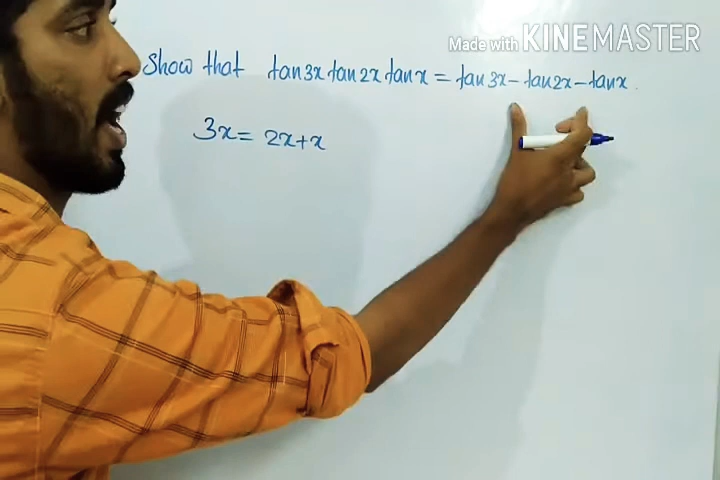 Made with KINEMASTER
Show that tan3x tan2x tanx = tan3x - tan2x - tanx
3x = 2x+x